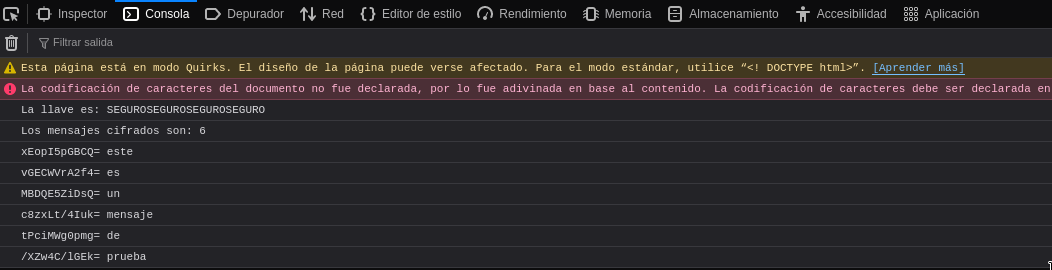 Inspector Consola Depurador Red Editor de estilo Rendimiento Memoria Almacenamiento Accesibilidad Aplicación
Filtrar salida
Esta página está en modo Quirks. El diseño de la página puede verse afectado. Para el modo estándar, utilice “<! DOCTYPE html>”. [Aprender más]
La codificación de caracteres del documento no fue declarada, por lo fue adivinada en base al contenido. La codificación de caracteres debe ser declarada en
La llave es: SEGUROSEGUROSEGUROSEGURO
Los mensajes cifrados son: 6
xEopI5pGBCQ= este
vGECWVrA2f4= es
MBDQE5ZiDsQ= un
c8zxLt/4Iuk= mensaje
tPciMWg0pmg= de
/XZw4C/lGEk= prueba